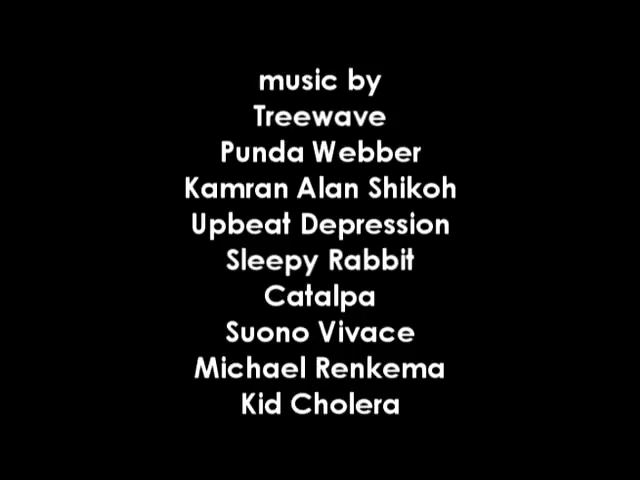 music by
Treewave
Punda Webber
Kamran Alan Shikoh
Upbeat Depression
Sleepy Rabbit
Catalpa
Suono Vivace
Michael Renkema
Kid Cholera